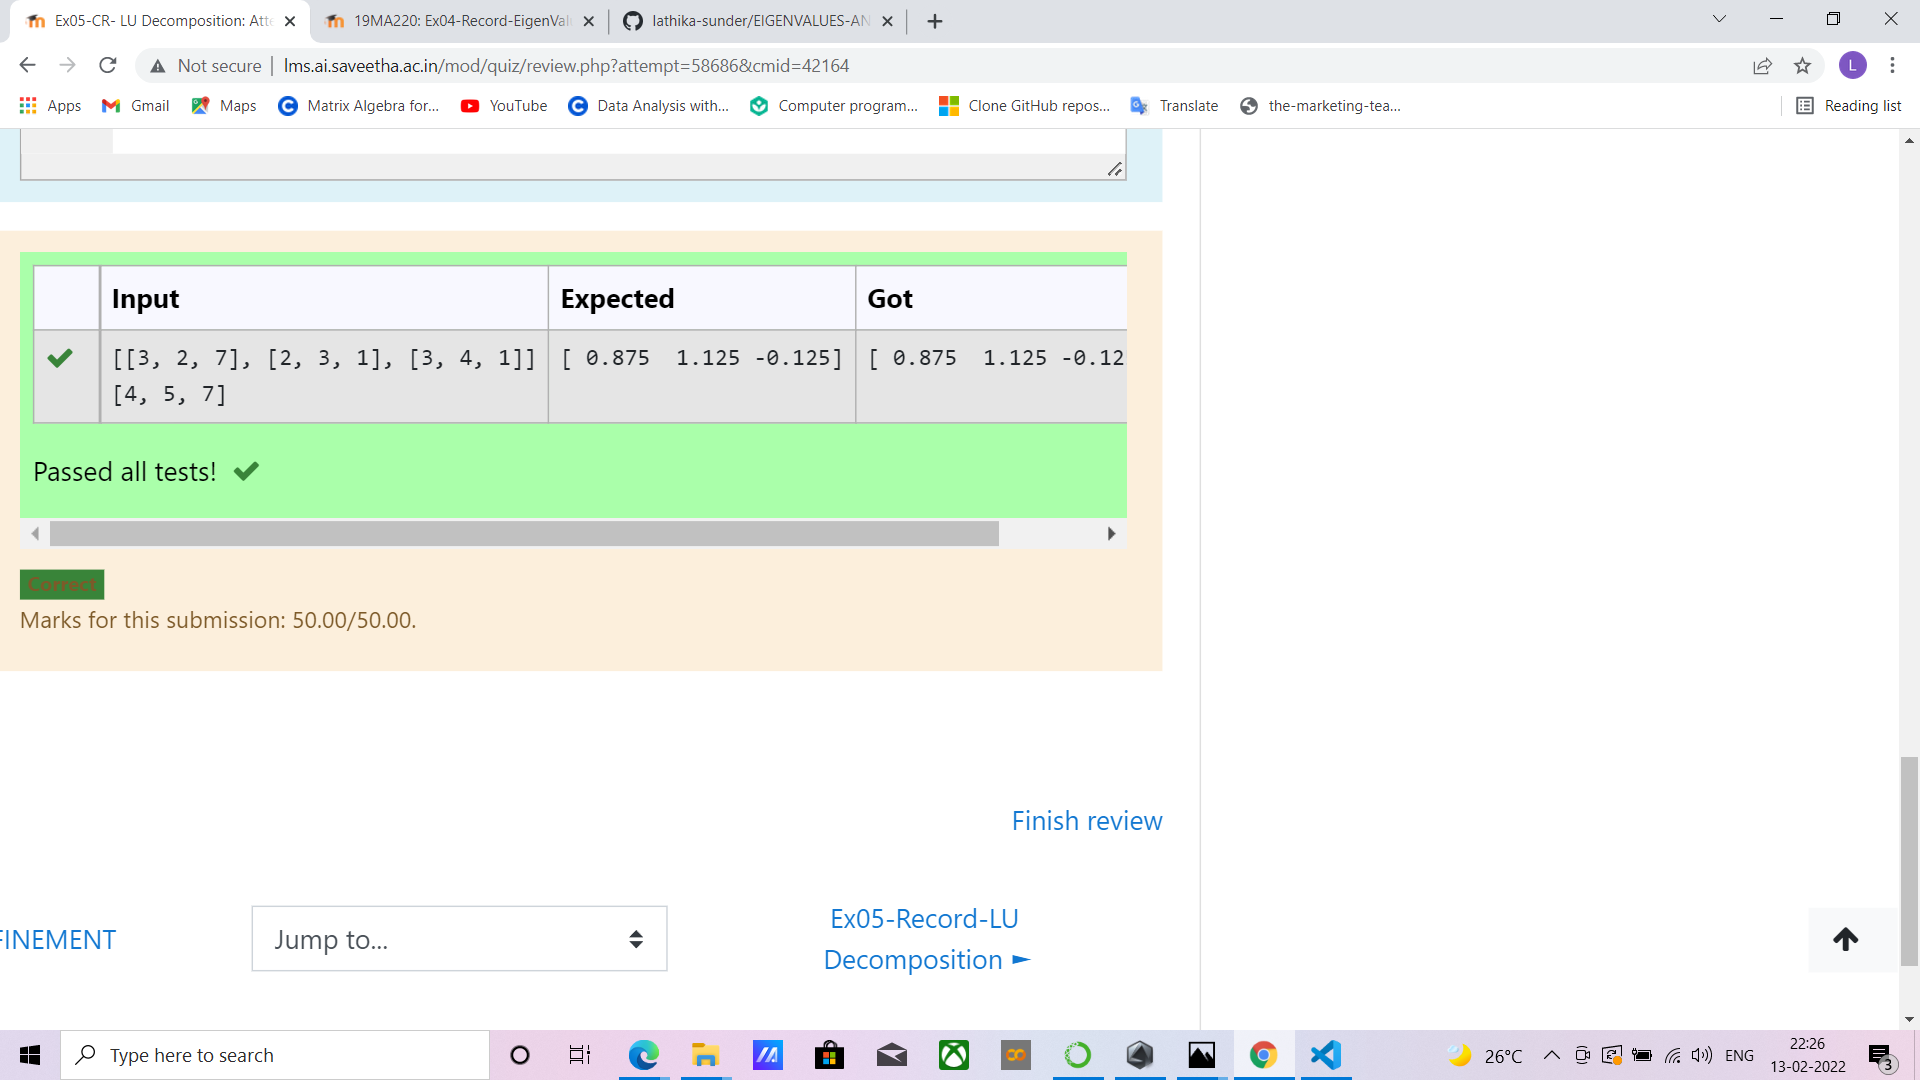 Ex05-CR- LU Decomposition: Atte
19MA220: Ex04-Record-EigenValu
lathika-sunder/EIGENVALUES-AN
Not secure
lms.ai.saveetha.ac.in/mod/quiz/review.php?attempt=58686&cmid=42164
L
Apps
Gmail
Maps
Matrix Algebra for...
YouTube
Data Analysis with...
Computer program...
Clone GitHub repos...
Translate
the-marketing-tea...
Reading list
Input
Expected
Got
[[3, 2, 7], [2, 3, 1], [3, 4, 1]]
[4, 5, 7]
[ 0.875  1.125 -0.125]
[ 0.875  1.125 -0.12
Passed all tests!
Correct
Marks for this submission: 50.00/50.00.
Finish review
FINEMENT
Jump to...
Ex05-Record-LU
Decomposition ►
Type here to search
26°C
ENG
22:26
13-02-2022
3